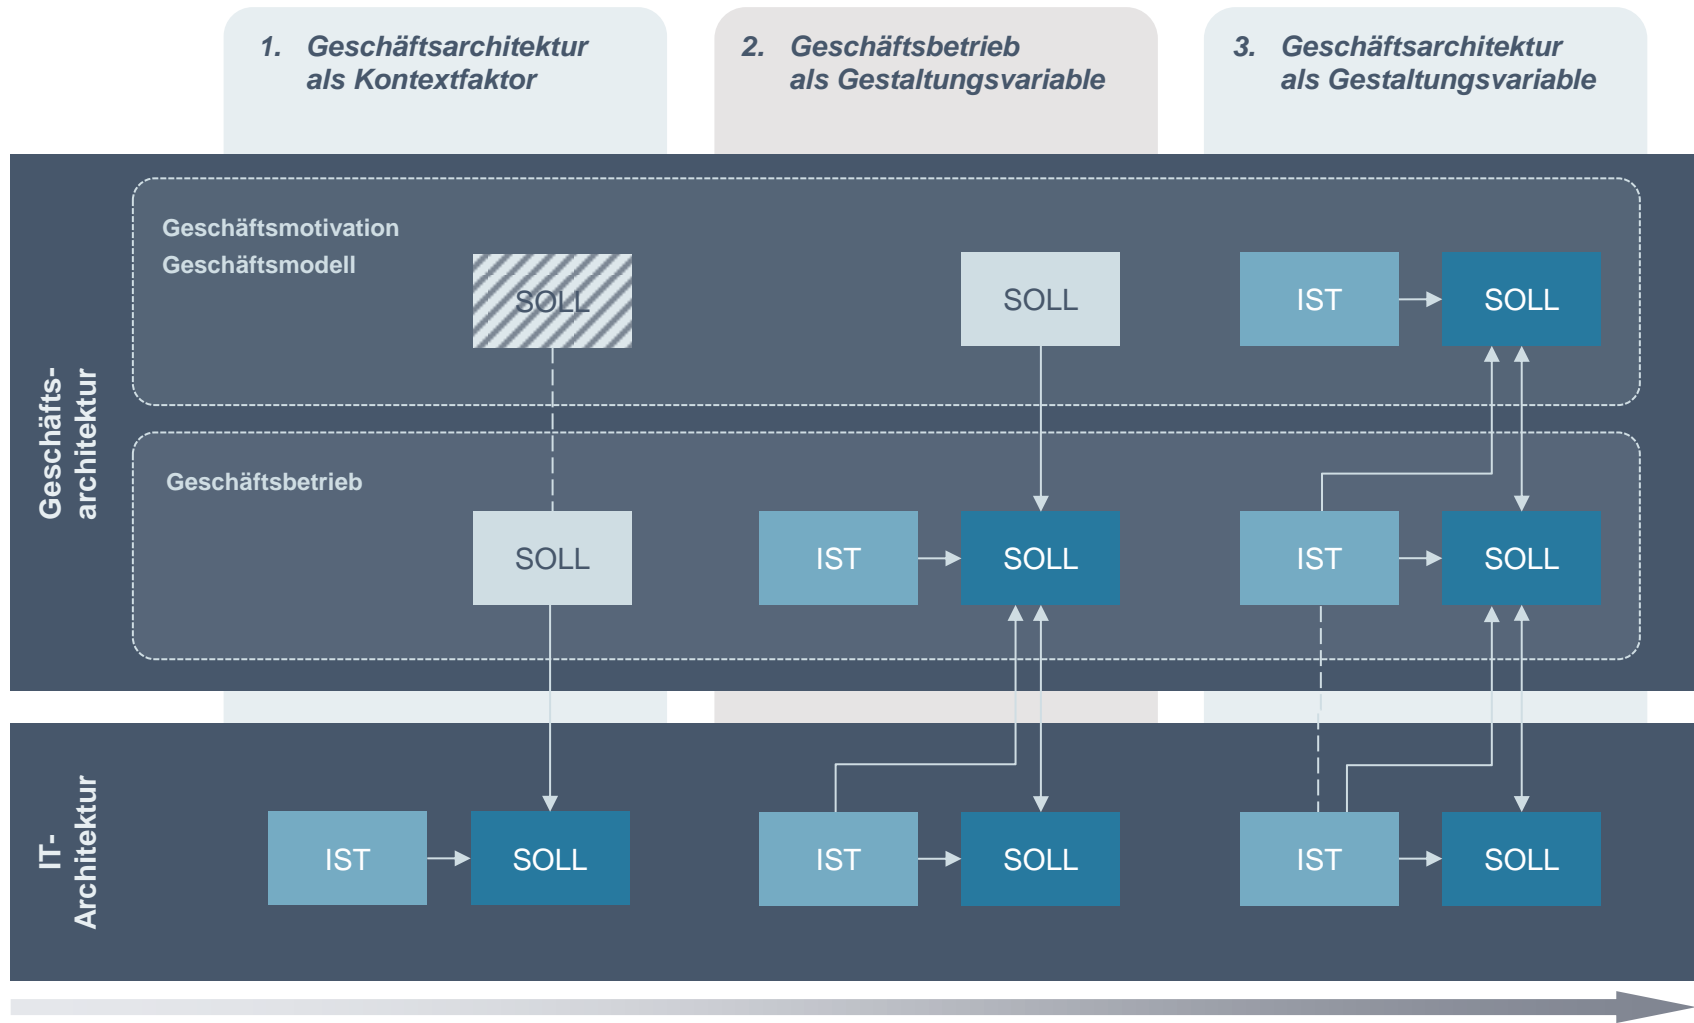 1. Geschäftsarchitektur
als Kontextfaktor
2. Geschäftsbetrieb
als Gestaltungsvariable
3. Geschäftsarchitektur
als Gestaltungsvariable
Geschäfts-
architektur
Geschäftsmotivation
Geschäftsmodell
SOLL
SOLL
IST
SOLL
Geschäftsbetrieb
SOLL
IST
SOLL
IST
SOLL
IT-
Architektur
IST
SOLL
IST
SOLL
IST
SOLL